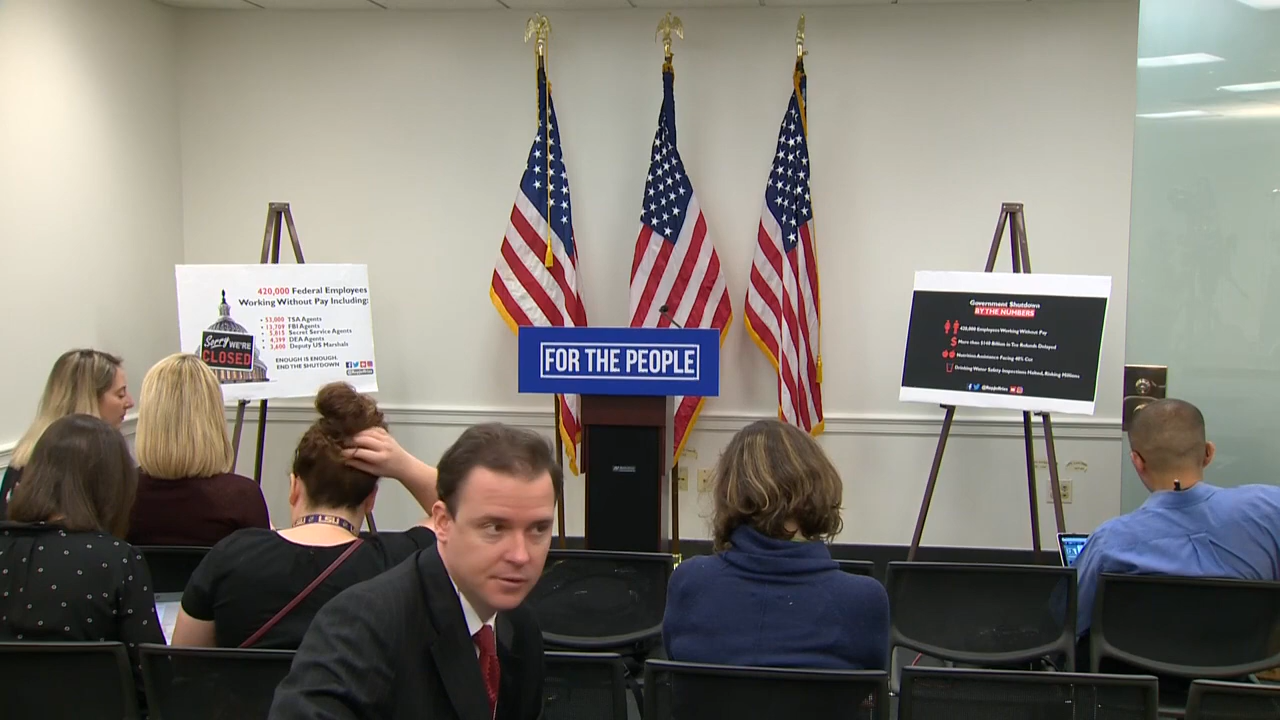 420,000 Federal Employees
Working Without Pay Including:
• 53,000 TSA Agents
• 13,709 FBI Agents
• 5,815 Secret Service Agents
• 4,399 DEA Agents
• 3,600 Deputy US Marshals
Sorry
WE'RE
CLOSED
ENOUGH IS ENOUGH.
END THE SHUTDOWN
@RepJeffries
FOR THE PEOPLE
Government Shutdown
BY THE NUMBERS
420,000 Employees Working Without Pay
More than $140 Billion in Tax Refunds Delayed
Nutrition Assistance Facing 40% Cut
Drinking Water Safety Inspections Halted, Risking Millions
@RepJeffries
LSU